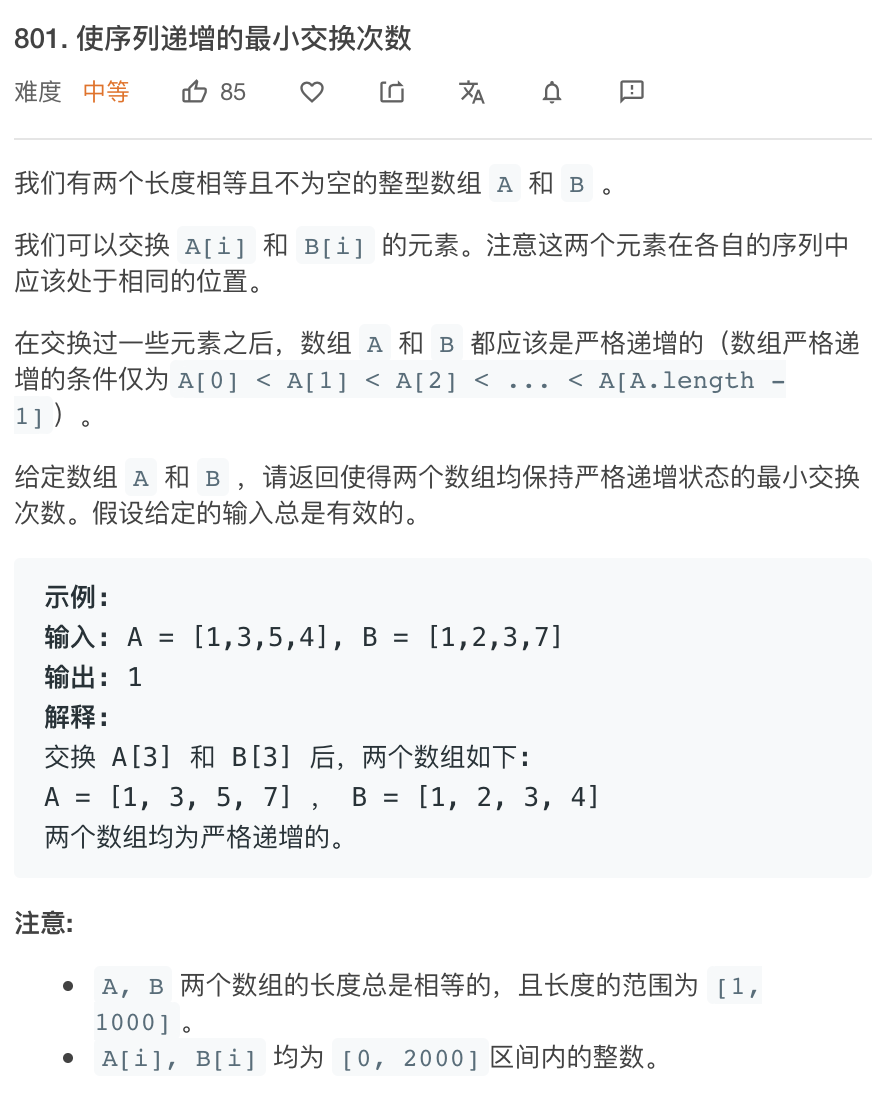 801. 使序列递增的最小交换次数
难度 中等 85
我们有两个长度相等且不为空的整型数组 A 和 B 。
我们可以交换 A[i] 和 B[i] 的元素。注意这两个元素在各自的序列中
应该处于相同的位置。
在交换过一些元素之后，数组 A 和 B 都应该是严格递增的（数组严格递
增的条件仅为 A[0] < A[1] < A[2] < ... < A[A.length -
1]）。
给定数组 A 和 B ，请返回使得两个数组均保持严格递增状态的最小交换
次数。假设给定的输入总是有效的。
示例:
输入: A = [1,3,5,4], B = [1,2,3,7]
输出: 1
解释:
交换 A[3] 和 B[3] 后，两个数组如下:
A = [1, 3, 5, 7] ， B = [1, 2, 3, 4]
两个数组均为严格递增的。
注意:
• A, B 两个数组的长度总是相等的，且长度的范围为 [1,
1000] 。
• A[i], B[i] 均为 [0, 2000] 区间内的整数。